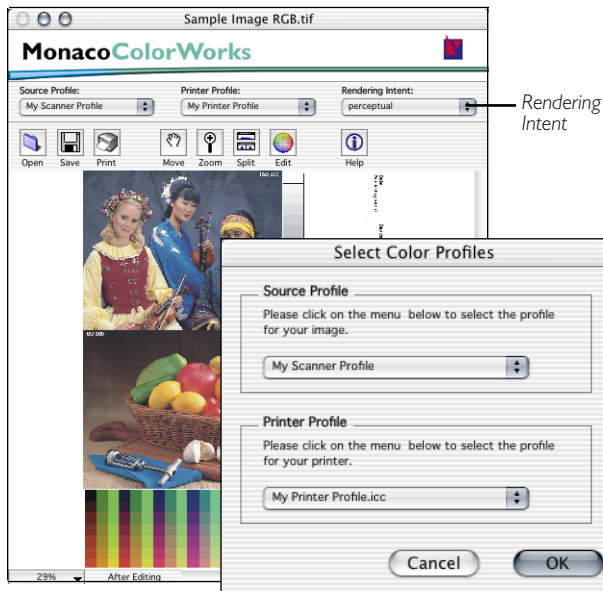 Sample Image RGB.tif
MonacoColorWorks
Source Profile: Printer Profile: Rendering Intent:
My Scanner Profile My Printer Profile perceptual
Rendering
Intent
Open Save Print Move Zoom Split Edit Help
Select Color Profiles
Source Profile
Please click on the menu below to select the profile
for your image.
My Scanner Profile
Printer Profile
Please click on the menu below to select the profile
for your printer.
My Printer Profile.icc
Cancel OK
29% After Editing